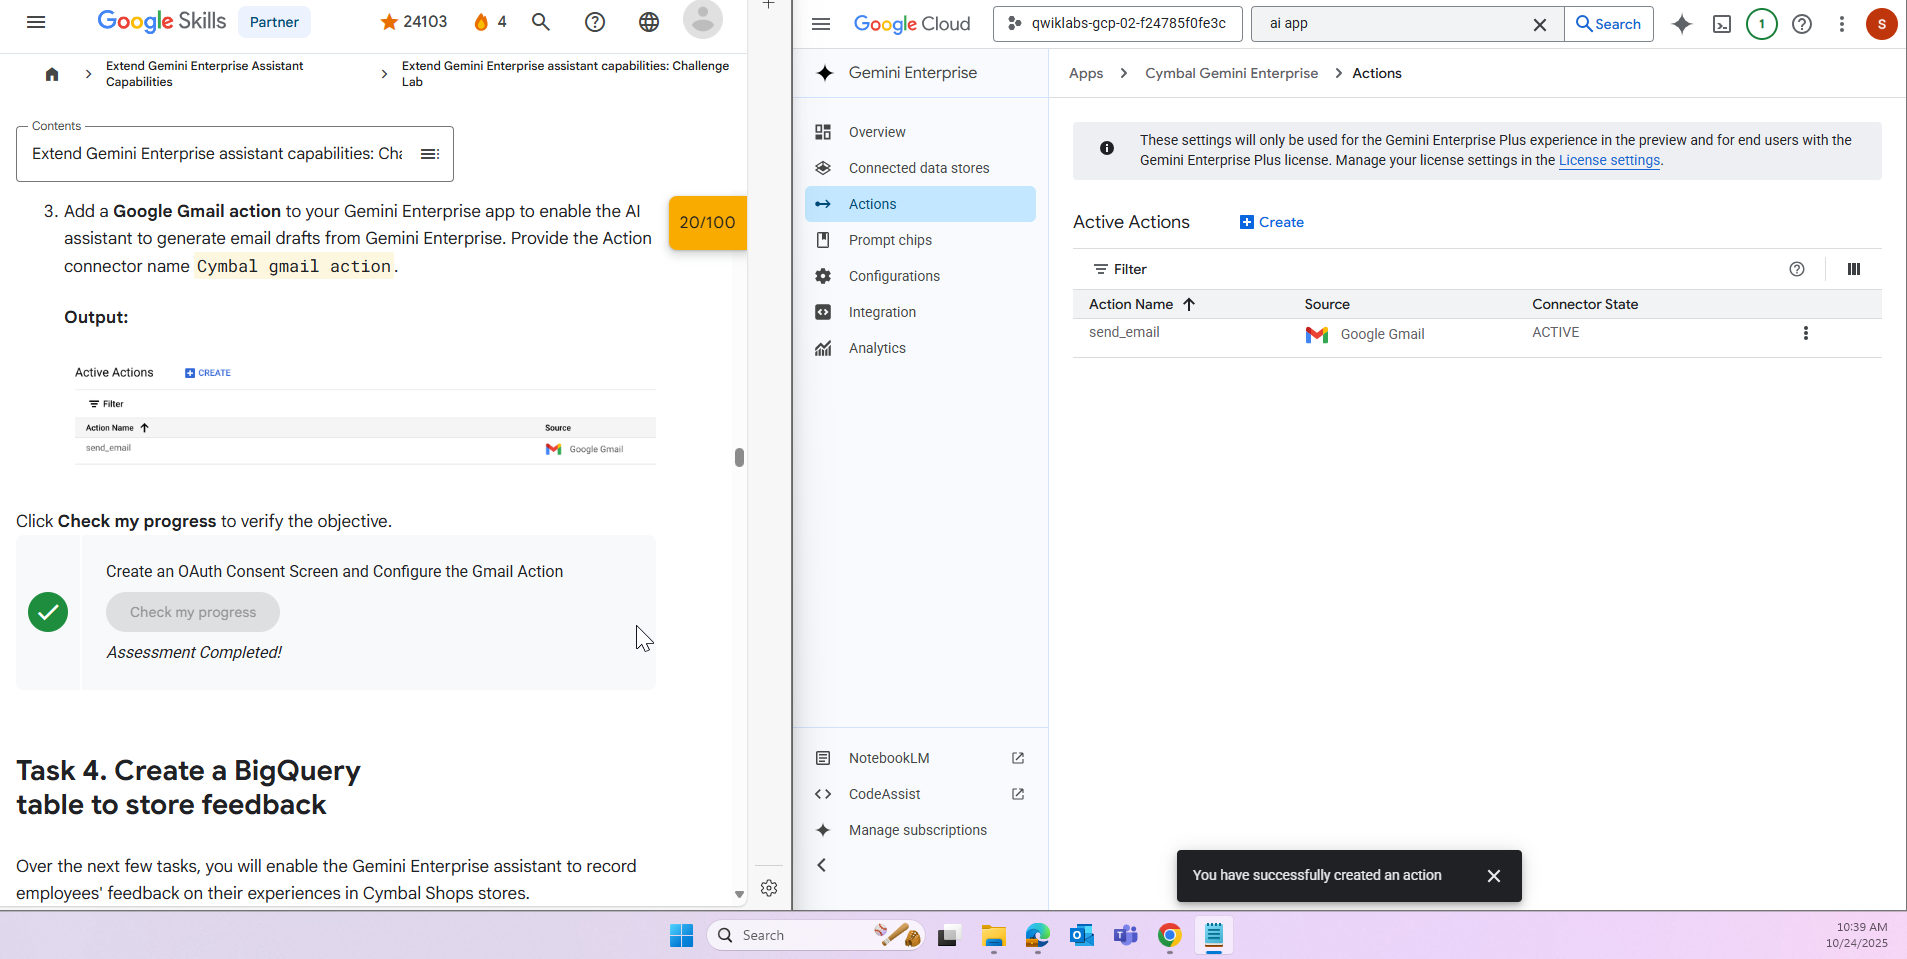 Google Skills
Partner
24103
4
Extend Gemini Enterprise Assistant
Capabilities
Extend Gemini Enterprise assistant capabilities: Challenge
Lab
Contents
Extend Gemini Enterprise assistant capabilities: Cha
3. Add a Google Gmail action to your Gemini Enterprise app to enable the AI
assistant to generate email drafts from Gemini Enterprise. Provide the Action
connector name Cymbal gmail action.
20/100
Output:
Active Actions
CREATE
Filter
Action Name
Source
send_email
Google Gmail
Click Check my progress to verify the objective.
Create an OAuth Consent Screen and Configure the Gmail Action
Check my progress
Assessment Completed!
Task 4. Create a BigQuery
table to store feedback
Over the next few tasks, you will enable the Gemini Enterprise assistant to record
employees' feedback on their experiences in Cymbal Shops stores.
Google Cloud
qwiklabs-gcp-02-f24785f0fe3c
ai app
Search
1
S
Gemini Enterprise
Apps
Cymbal Gemini Enterprise
Actions
Overview
Connected data stores
Actions
Prompt chips
Configurations
Integration
Analytics
NotebookLM
CodeAssist
Manage subscriptions
These settings will only be used for the Gemini Enterprise Plus experience in the preview and for end users with the
Gemini Enterprise Plus license. Manage your license settings in the License settings.
Active Actions
Create
Filter
Action Name
Source
Connector State
send_email
Google Gmail
ACTIVE
You have successfully created an action
Search
10:39 AM
10/24/2025